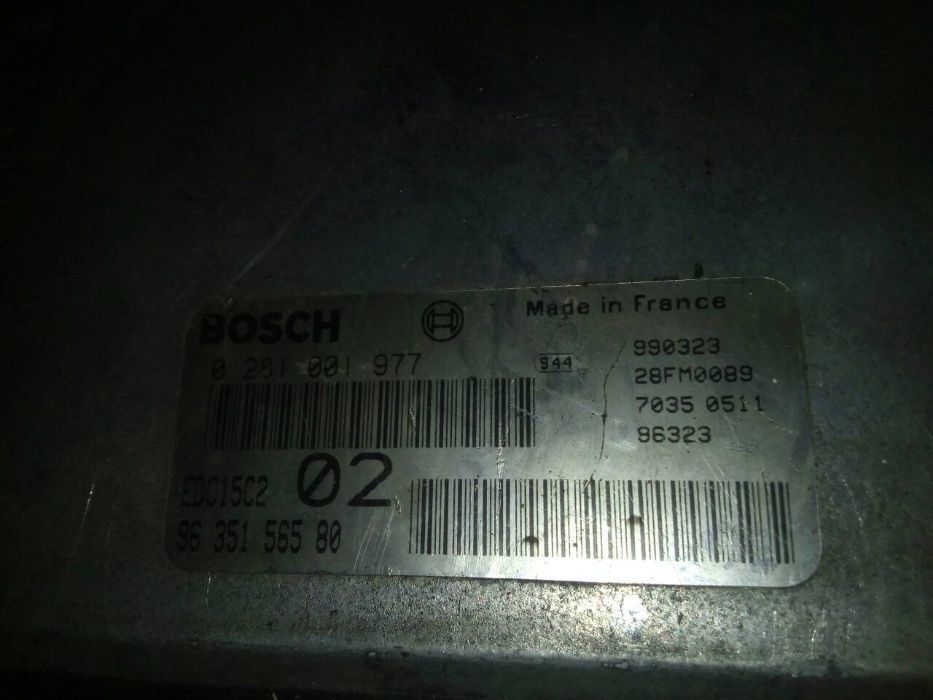 BOSCH
Made in France
0 281 001 977
944
990323
28FM0089
7035 0511
96323
EDC15C2
02
96 351 565 80